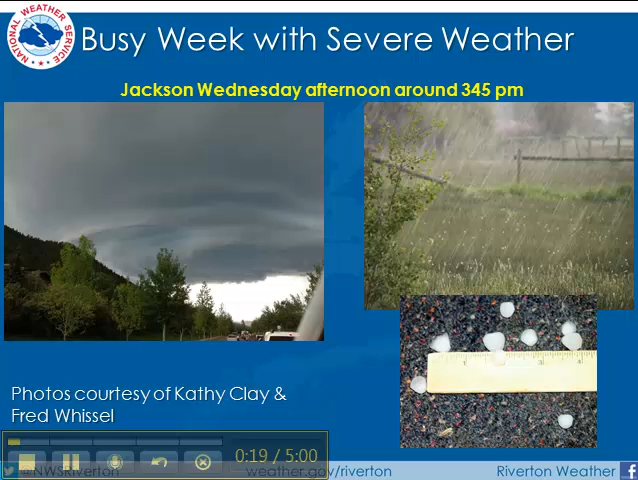 NATIONAL WEATHER SERVICE
Busy Week with Severe Weather
Jackson Wednesday afternoon around 345 pm
Photos courtesy of Kathy Clay &
Fred Whissel
0:19 / 5:00
@NWSRiverton
weather.gov/riverton
Riverton Weather